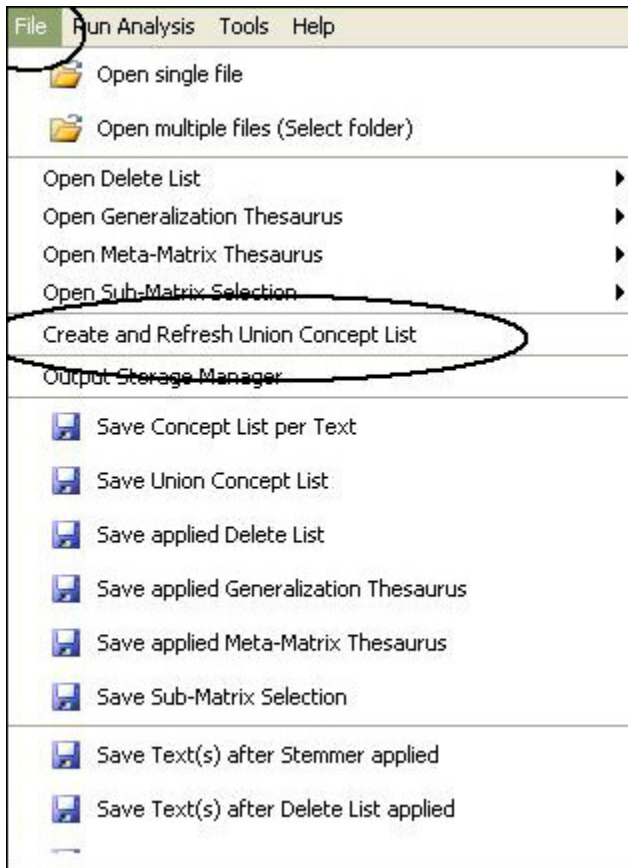 File Run Analysis Tools Help
Open single file
Open multiple files (Select folder)
Open Delete List
Open Generalization Thesaurus
Open Meta-Matrix Thesaurus
Open Sub-Matrix Selection
Create and Refresh Union Concept List
Output Storage Manager
Save Concept List per Text
Save Union Concept List
Save applied Delete List
Save applied Generalization Thesaurus
Save applied Meta-Matrix Thesaurus
Save Sub-Matrix Selection
Save Text(s) after Stemmer applied
Save Text(s) after Delete List applied